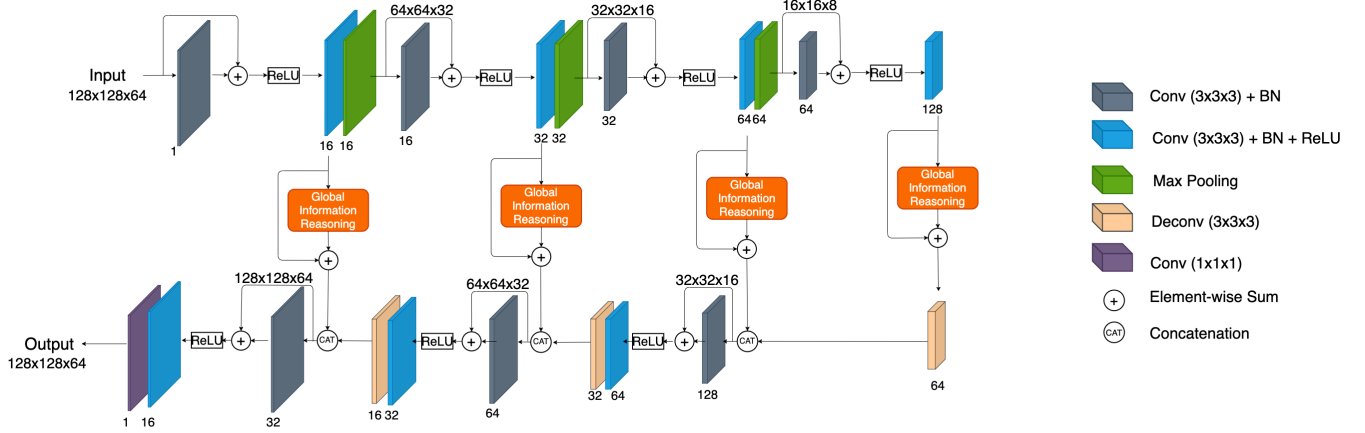 64x64x32
32x32x16
16x16x8
Input
128x128x64
ReLU
ReLU
ReLU
ReLU
1
16 16
16
32 32
32
64 64
64
128
Global
Information
Reasoning
Global
Information
Reasoning
Global
Information
Reasoning
Global
Information
Reasoning
128x128x64
64x64x32
32x32x16
Output
128x128x64
ReLU
CAT
ReLU
CAT
ReLU
CAT
1 16
32
16 32
64
32 64
128
64
Conv (3x3x3) + BN
Conv (3x3x3) + BN + ReLU
Max Pooling
Deconv (3x3x3)
Conv (1x1x1)
Element-wise Sum
CAT
Concatenation